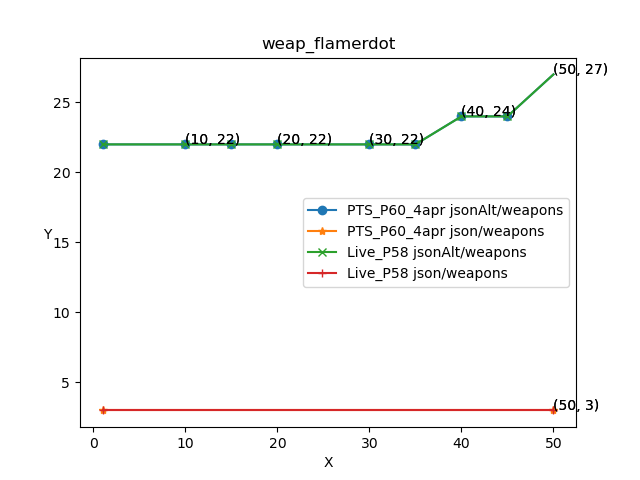 weap_flamerdot
(50, 27)
25
(10, 22)
(20, 22)
(30, 22)
(40, 24)
20
PTS_P60_4apr jsonAlt/weapons
PTS_P60_4apr json/weapons
Live_P58 jsonAlt/weapons
Live_P58 json/weapons
Y
15
10
5
(50, 3)
0 10 20 30 40 50
X